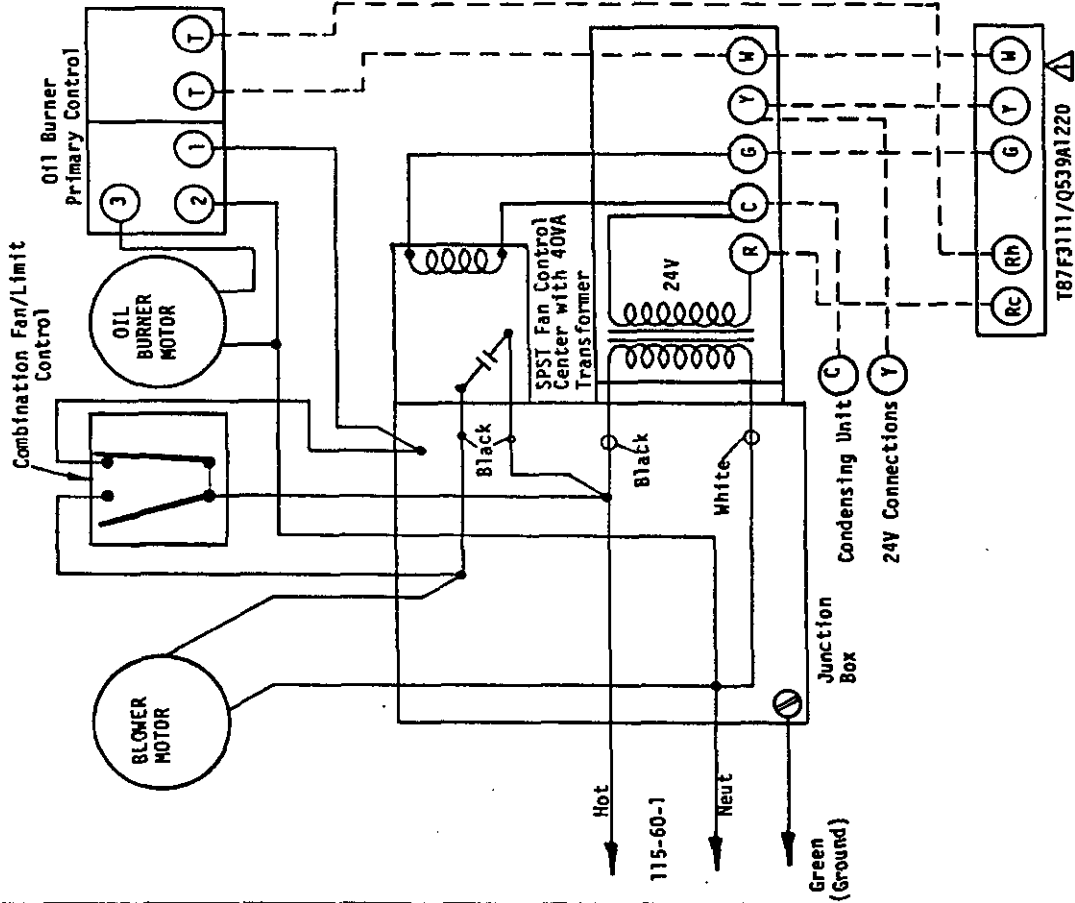 Oil Burner
Primary Control
T
T
1
2
3
Combination Fan/Limit
Control
OIL
BURNER
MOTOR
BLOWER
MOTOR
SPST Fan Control
Center with 40VA
Transformer
24V
R
C
G
Y
W
Black
Black
White
Junction
Box
Hot
115-60-1
Neut
Green
(Ground)
Condensing Unit
24V Connections
C
Y
Rc
Rh
G
Y
W
T87F3111/Q539A1220
1